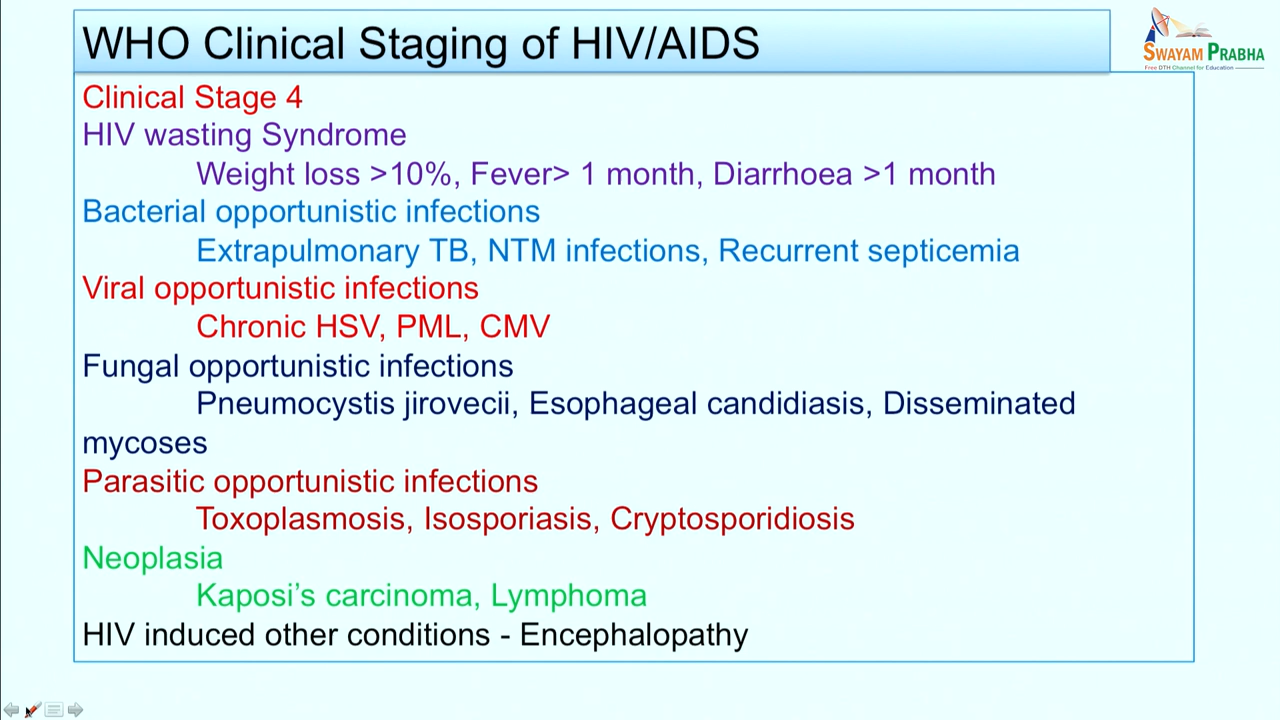 WHO Clinical Staging of HIV/AIDS
SWAYAM PRABHA
Free DTH Channel for Education
Clinical Stage 4
HIV wasting Syndrome
Weight loss >10%, Fever> 1 month, Diarrhoea >1 month
Bacterial opportunistic infections
Extrapulmonary TB, NTM infections, Recurrent septicemia
Viral opportunistic infections
Chronic HSV, PML, CMV
Fungal opportunistic infections
Pneumocystis jirovecii, Esophageal candidiasis, Disseminated
mycoses
Parasitic opportunistic infections
Toxoplasmosis, Isosporiasis, Cryptosporidiosis
Neoplasia
Kaposi’s carcinoma, Lymphoma
HIV induced other conditions - Encephalopathy